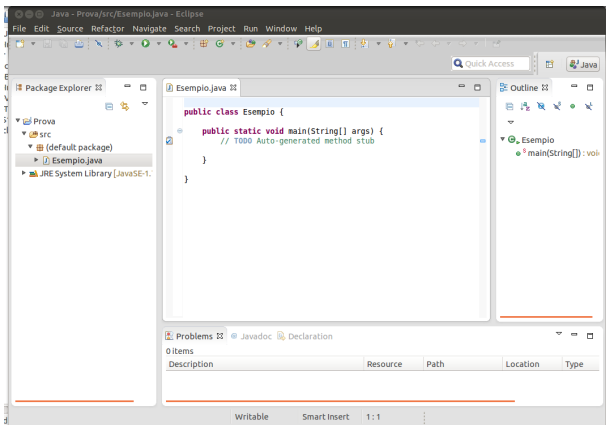 Java - Prova/src/Esempio.java - Eclipse
File Edit Source Refactor Navigate Search Project Run Window Help
Quick Access
Java
Package Explorer
Prova
src
(default package)
Esempio.java
JRE System Library [JavaSE-1.
Esempio.java
public class Esempio {
public static void main(String[] args) {
// TODO Auto-generated method stub
}
}
Outline
Esempio
main(String[]) : voi
Problems Javadoc Declaration
0 items
Description Resource Path Location Type
Writable Smart Insert 1 : 1